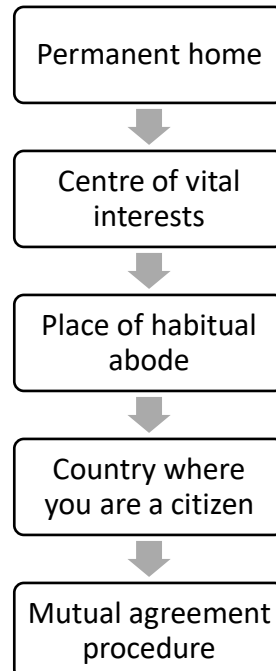 Permanent home
Centre of vital
interests
Place of habitual
abode
Country where
you are a citizen
Mutual agreement
procedure